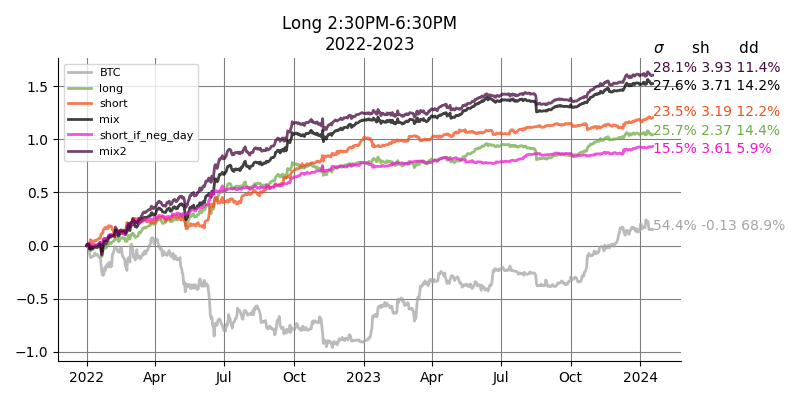 Long 2:30PM-6:30PM
2022-2023
σ sh dd
28.1% 3.93 11.4%
27.6% 3.71 14.2%
23.5% 3.19 12.2%
25.7% 2.37 14.4%
15.5% 3.61 5.9%
54.4% -0.13 68.9%
BTC
long
short
mix
short_if_neg_day
mix2
1.5
1.0
0.5
0.0
−0.5
−1.0
2022 Apr Jul Oct 2023 Apr Jul Oct 2024